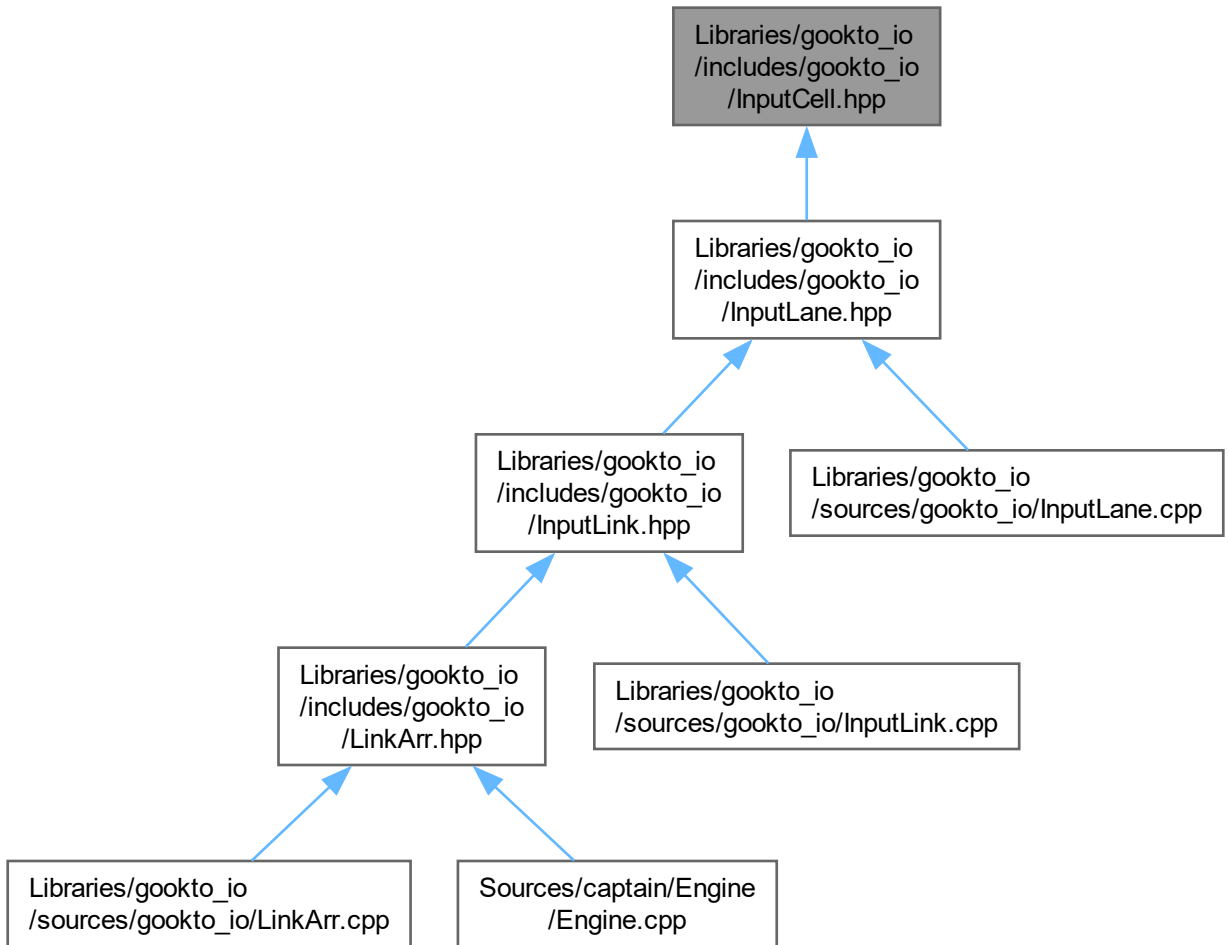 Libraries/gookto_io
/includes/gookto_io
/InputCell.hpp
Libraries/gookto_io
/includes/gookto_io
/InputLane.hpp
Libraries/gookto_io
/includes/gookto_io
/InputLink.hpp
Libraries/gookto_io
/sources/gookto_io/InputLane.cpp
Libraries/gookto_io
/includes/gookto_io
/LinkArr.hpp
Libraries/gookto_io
/sources/gookto_io/InputLink.cpp
Libraries/gookto_io
/sources/gookto_io/LinkArr.cpp
Sources/captain/Engine
/Engine.cpp